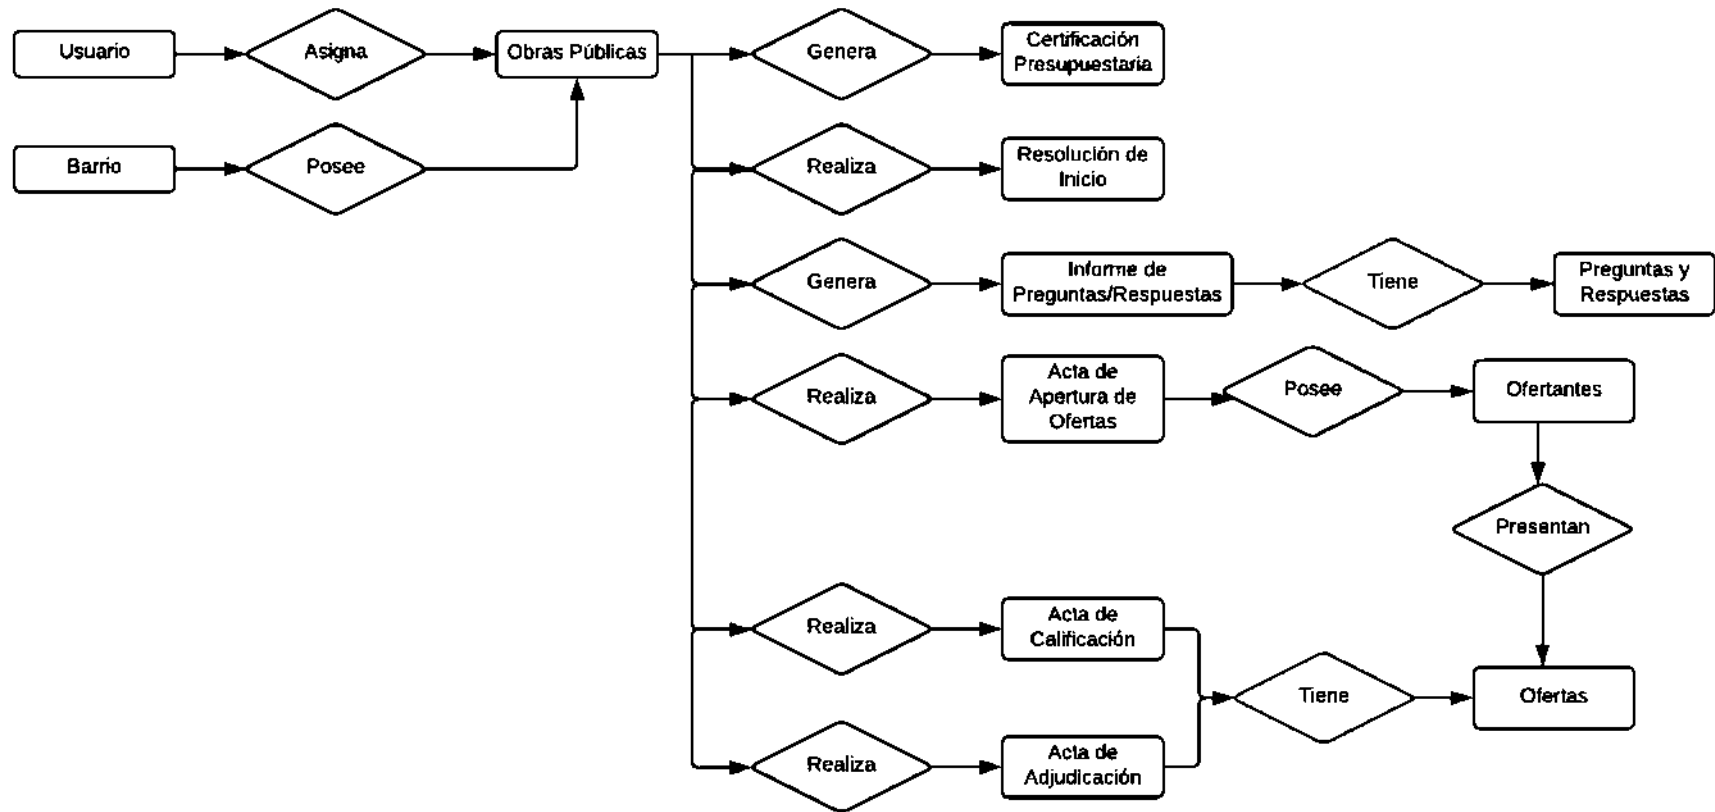 Usuario
Asigna
Obras Públicas
Genera
Certificación
Presupuestaria
Barrio
Posee
Realiza
Resolución de
Inicio
Genera
Informe de
Preguntas/Respuestas
Tiene
Preguntas y
Respuestas
Realiza
Acta de
Apertura de
Ofertas
Posee
Ofertantes
Presentan
Realiza
Acta de
Calificación
Tiene
Ofertas
Realiza
Acta de
Adjudicación